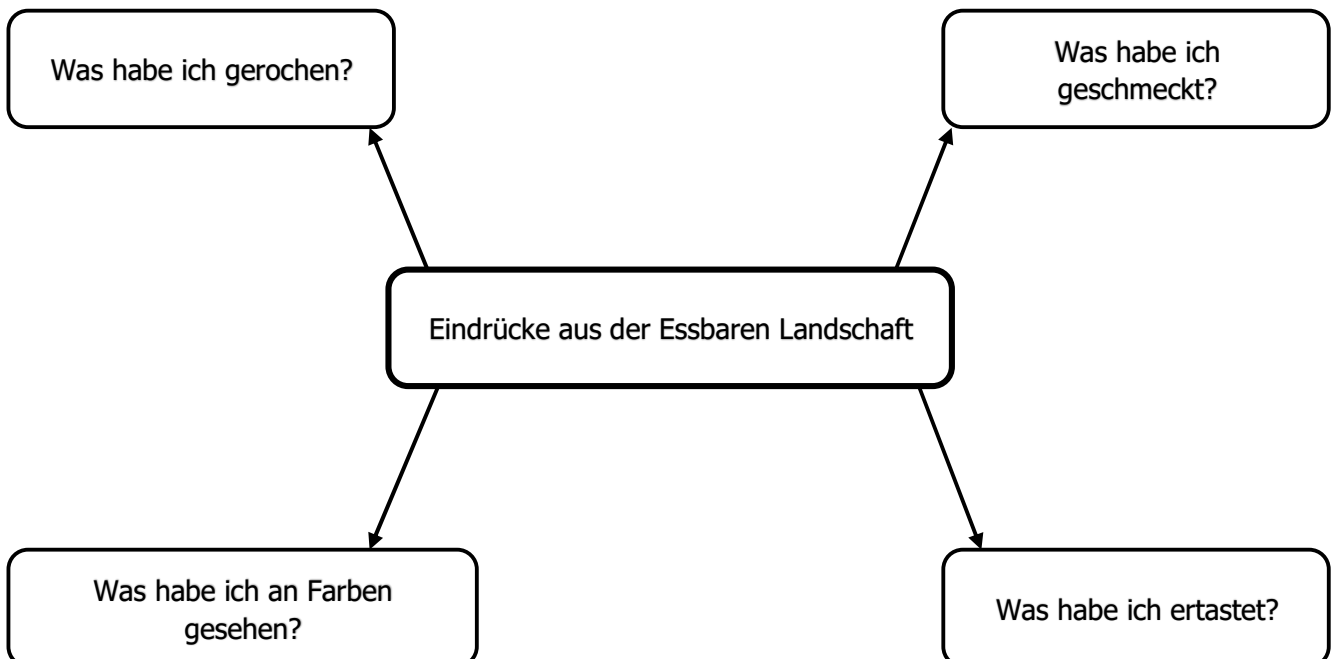 Was habe ich gerochen?
Was habe ich
geschmeckt?
Eindrücke aus der Essbaren Landschaft
Was habe ich an Farben
gesehen?
Was habe ich ertastet?